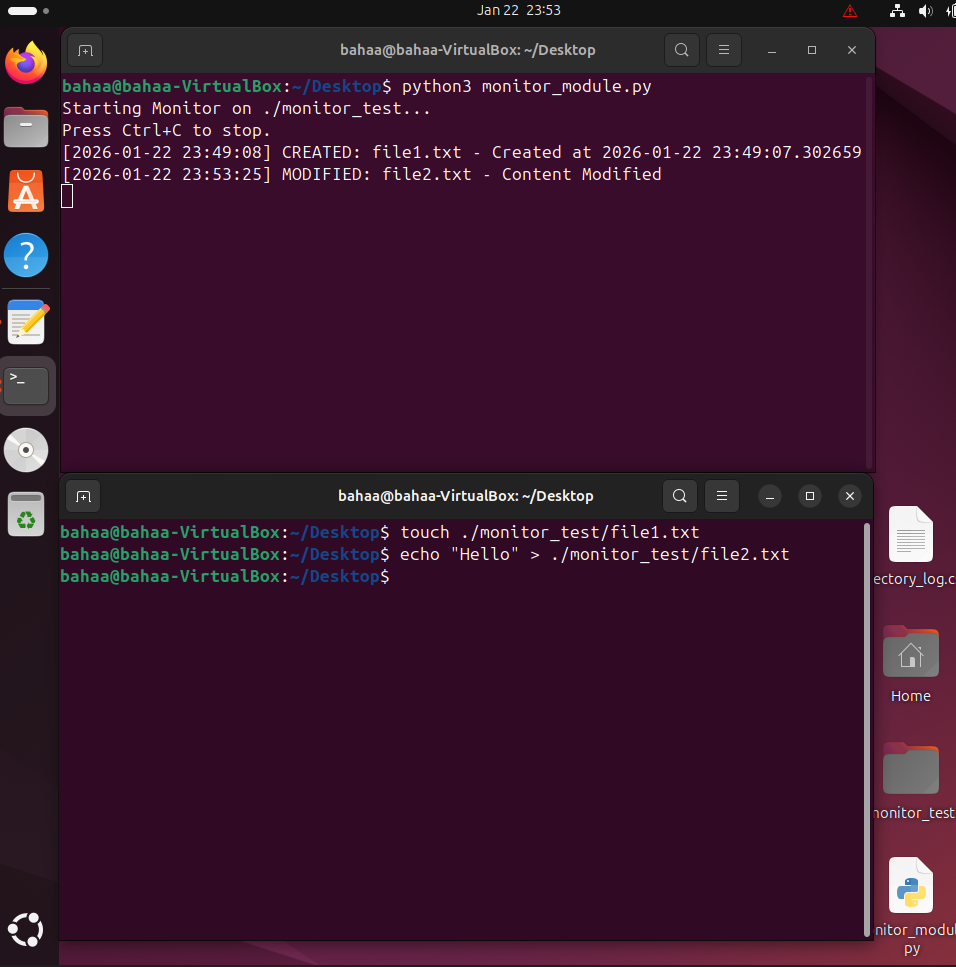 Jan 22 23:53
bahaa@bahaa-VirtualBox: ~/Desktop
bahaa@bahaa-VirtualBox:~/Desktop$ python3 monitor_module.py
Starting Monitor on ./monitor_test...
Press Ctrl+C to stop.
[2026-01-22 23:49:08] CREATED: file1.txt - Created at 2026-01-22 23:49:07.302659
[2026-01-22 23:53:25] MODIFIED: file2.txt - Content Modified
bahaa@bahaa-VirtualBox: ~/Desktop
bahaa@bahaa-VirtualBox:~/Desktop$ touch ./monitor_test/file1.txt
bahaa@bahaa-VirtualBox:~/Desktop$ echo "Hello" > ./monitor_test/file2.txt
bahaa@bahaa-VirtualBox:~/Desktop$
ectory_log.c
Home
monitor_test
nitor_modul
py